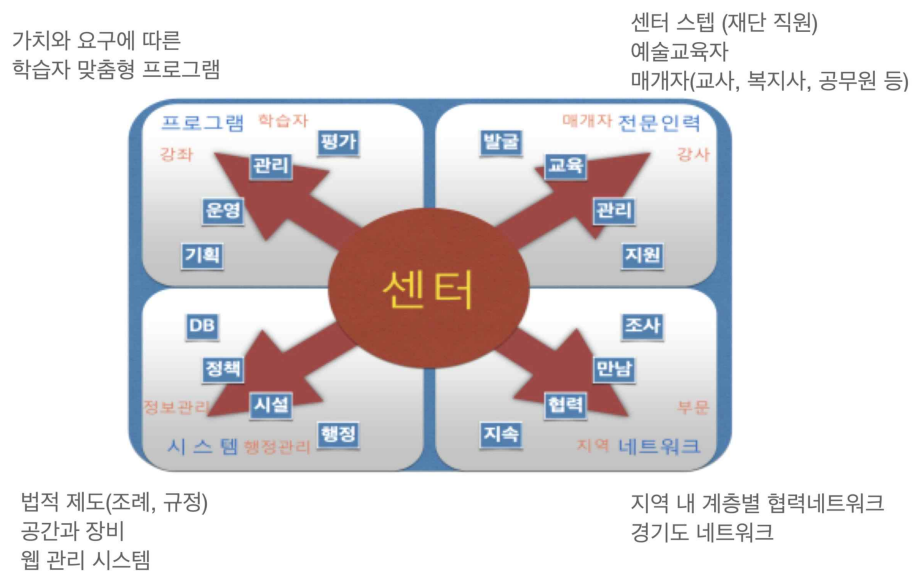 가치와 요구에 따른
학습자 맞춤형 프로그램
센터 스텝 (재단 직원)
예술교육자
매개자(교사, 복지사, 공무원 등)
프로그램 학습자
강좌
평가
관리
운영
기획
매개자 전문인력
강사
발굴
교육
관리
지원
센터
DB
정책
시설
행정
정보관리
시 스 템 행정관리
조사
만남
협력
지속
부문
지역 네트워크
법적 제도(조례, 규정)
공간과 장비
웹 관리 시스템
지역 내 계층별 협력네트워크
경기도 네트워크